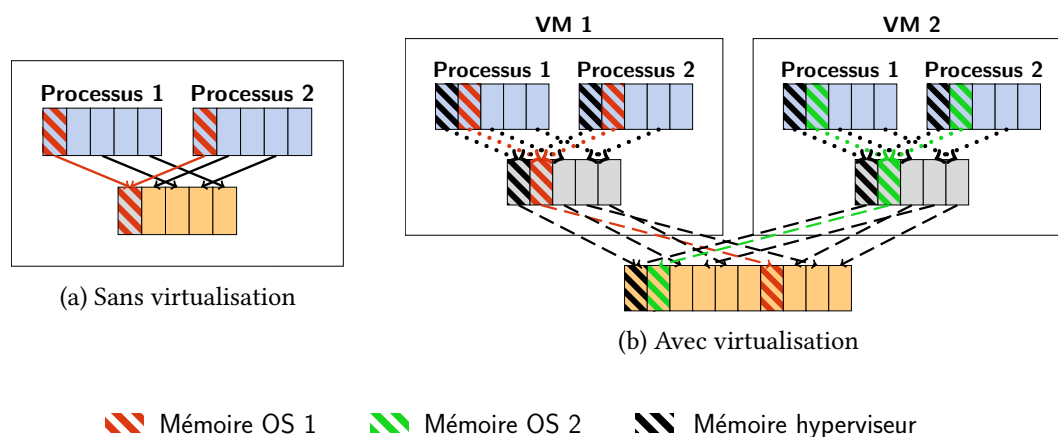 VM 1
VM 2
Processus 1
Processus 2
Processus 1
Processus 2
Processus 1
Processus 2
(a) Sans virtualisation
(b) Avec virtualisation
Mémoire OS 1
Mémoire OS 2
Mémoire hyperviseur